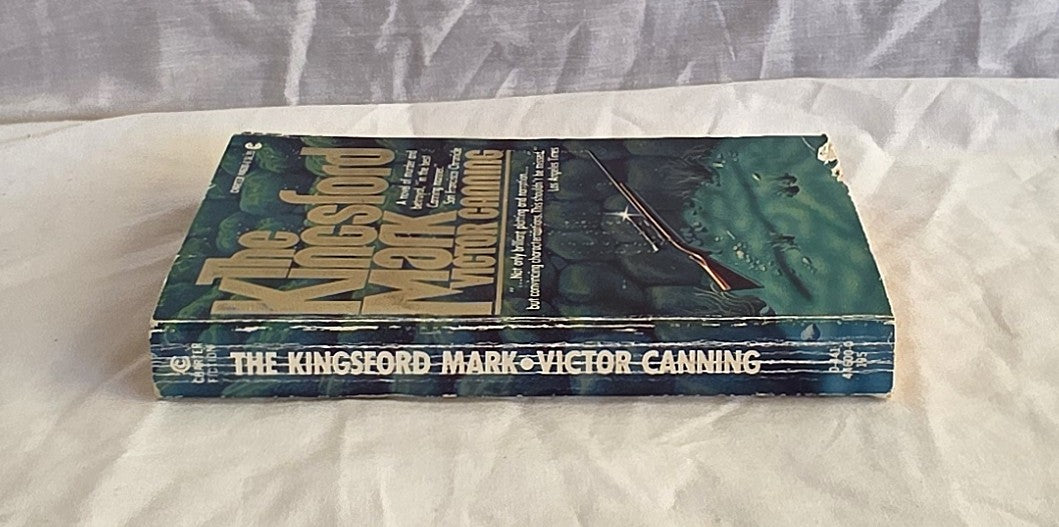 The
Kingsford
Mark
A novel of murder and
betrayal, "in the best
Canning manner."
San Francisco Chronicle
VICTOR CANNING
"...Not only brilliant plotting and narration...
but convincing characterizations. This shouldn't be missed."
Los Angeles Times
CHARTER
FICTION
THE KINGSFORD MARK • VICTOR CANNING
195